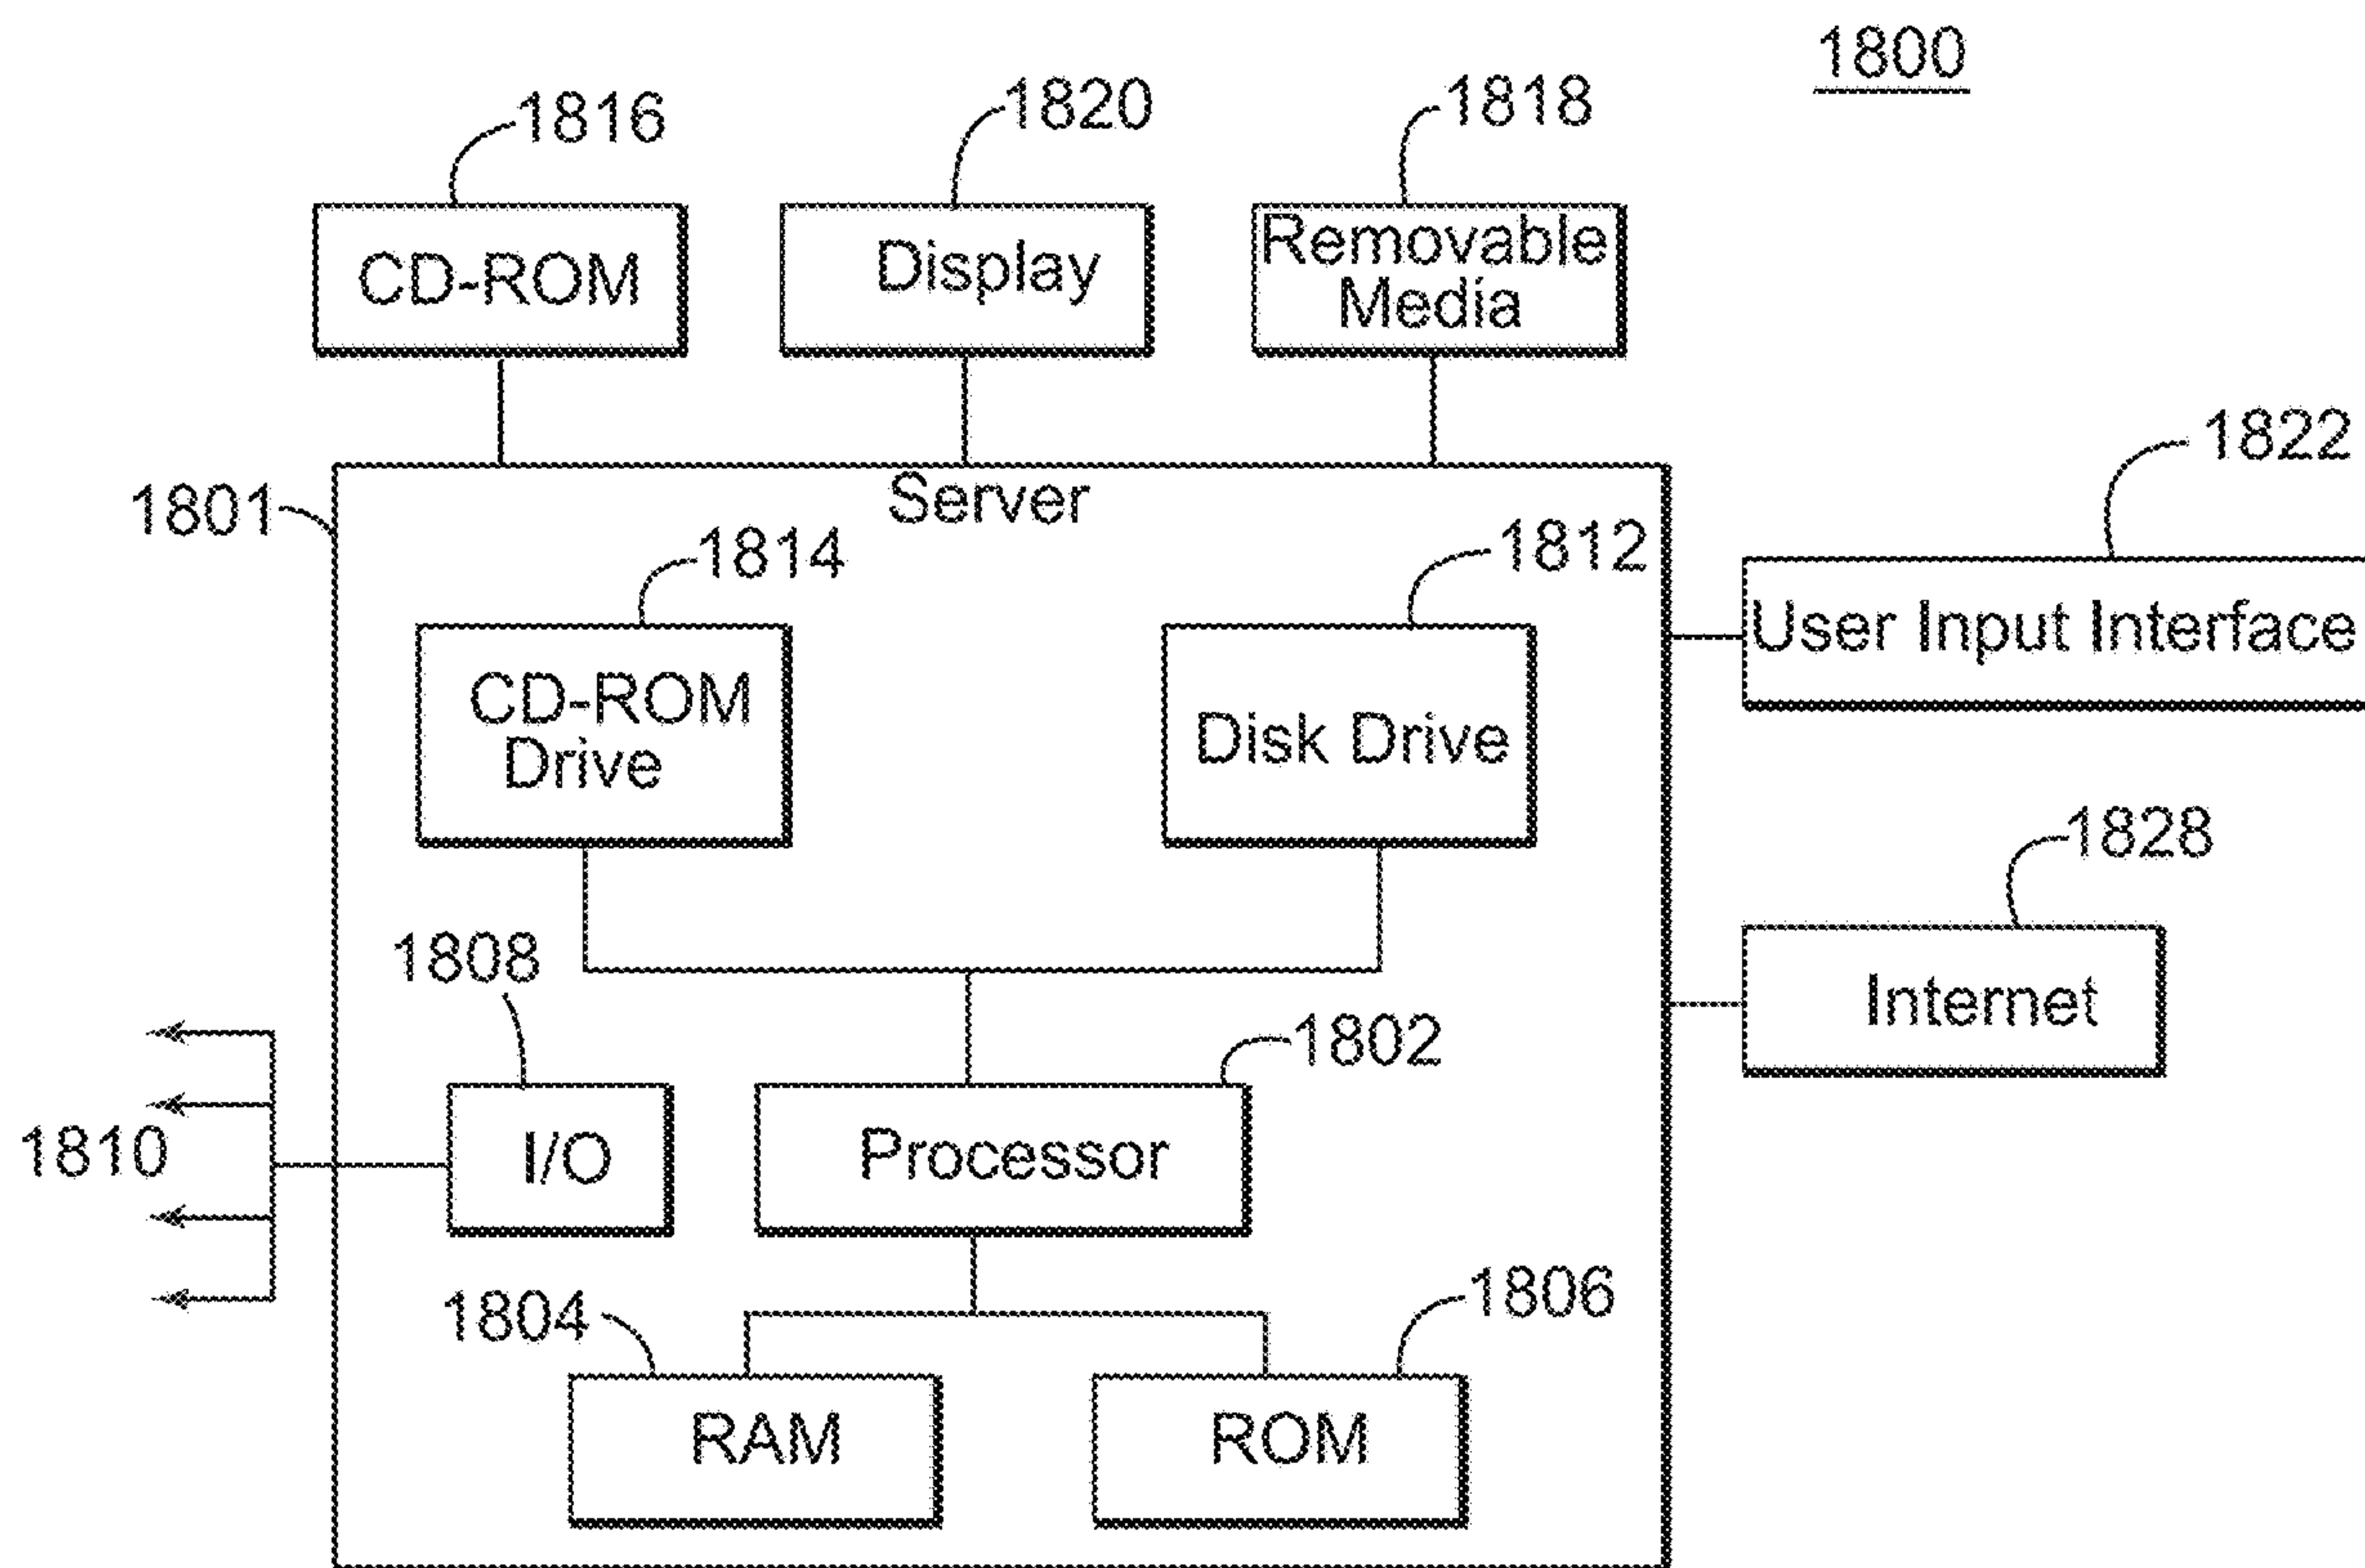 1800
1816
1820
1818
CD-ROM
Display
Removable
Media
1822
1801
Server
1814
1812
User Input Interface
CD-ROM
Drive
Disk Drive
1828
1808
Internet
1802
1810
I/O
Processor
1804
1806
RAM
ROM